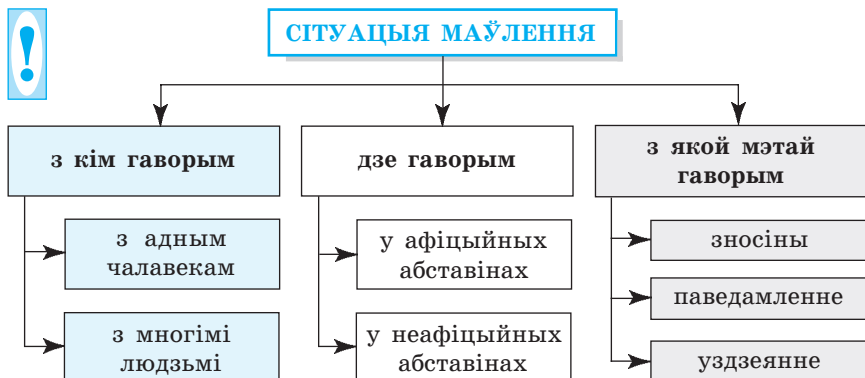 !
СІТУАЦЫЯ МАЎЛЕННЯ
з кім гаворым
з адным
чалавекам
з многімі
людзьмі
дзе гаворым
у афіцыйных
абставінах
у неафіцыйных
абставінах
з якой мэтай
гаворым
зносіны
паведамленне
уздзеянне